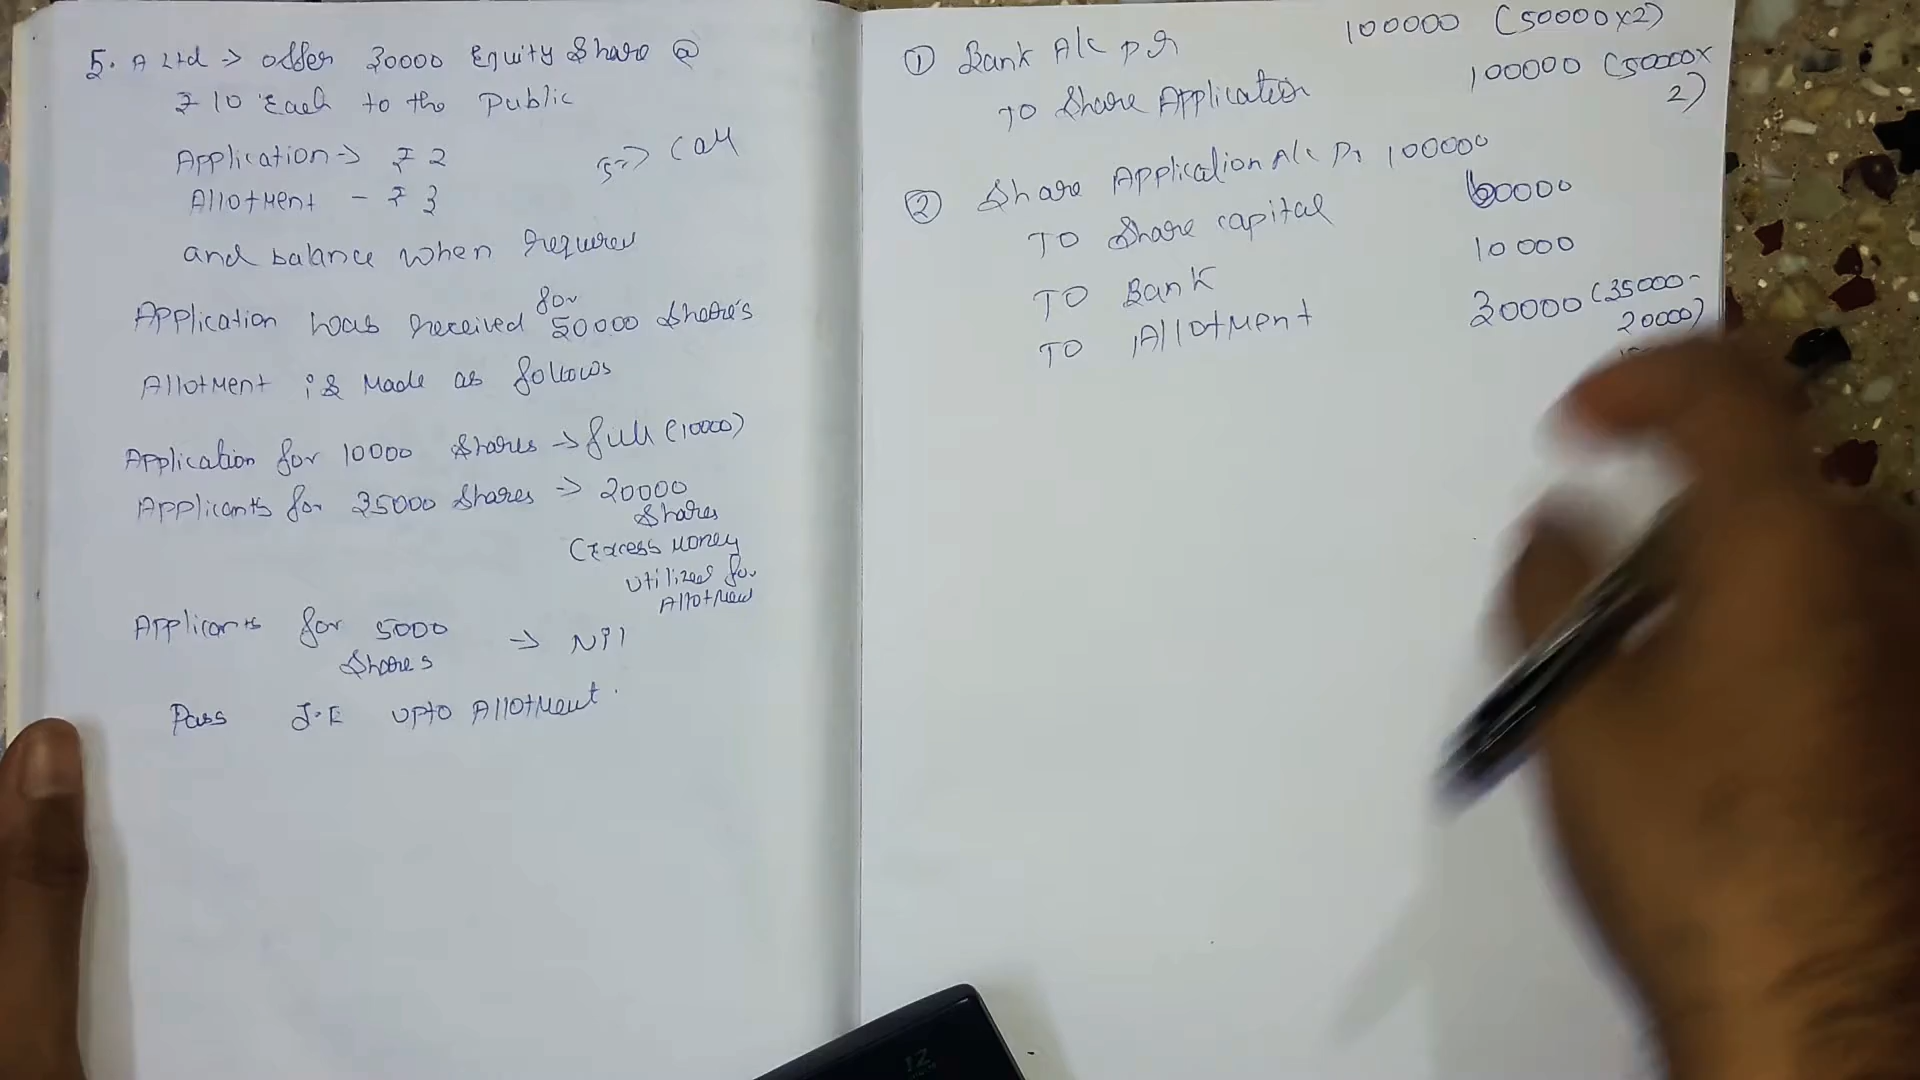 5. A Ltd → offer 30000 Equity Share @
₹ 10 Each to the Public
Application → ₹ 2
5 → Call
Allotment - ₹ 3
and balance when required
Application was received for 50000 Shares
Allotment is Made as follows
Application for 10000 Shares → full (10000)
Applicants for 35000 Shares → 20000
Shares
(Excess Money
utilized for
Allotment
Applicants for 5000 → Nil
Shares
Pass J.E upto Allotment.
① Bank A/c Dr 100000 (50000x2)
To Share Application 100000 (50000x
2)
② Share Application A/c Dr 100000
To Share capital 60000
To Bank 10000
To Allotment 30000 (35000-
20000)